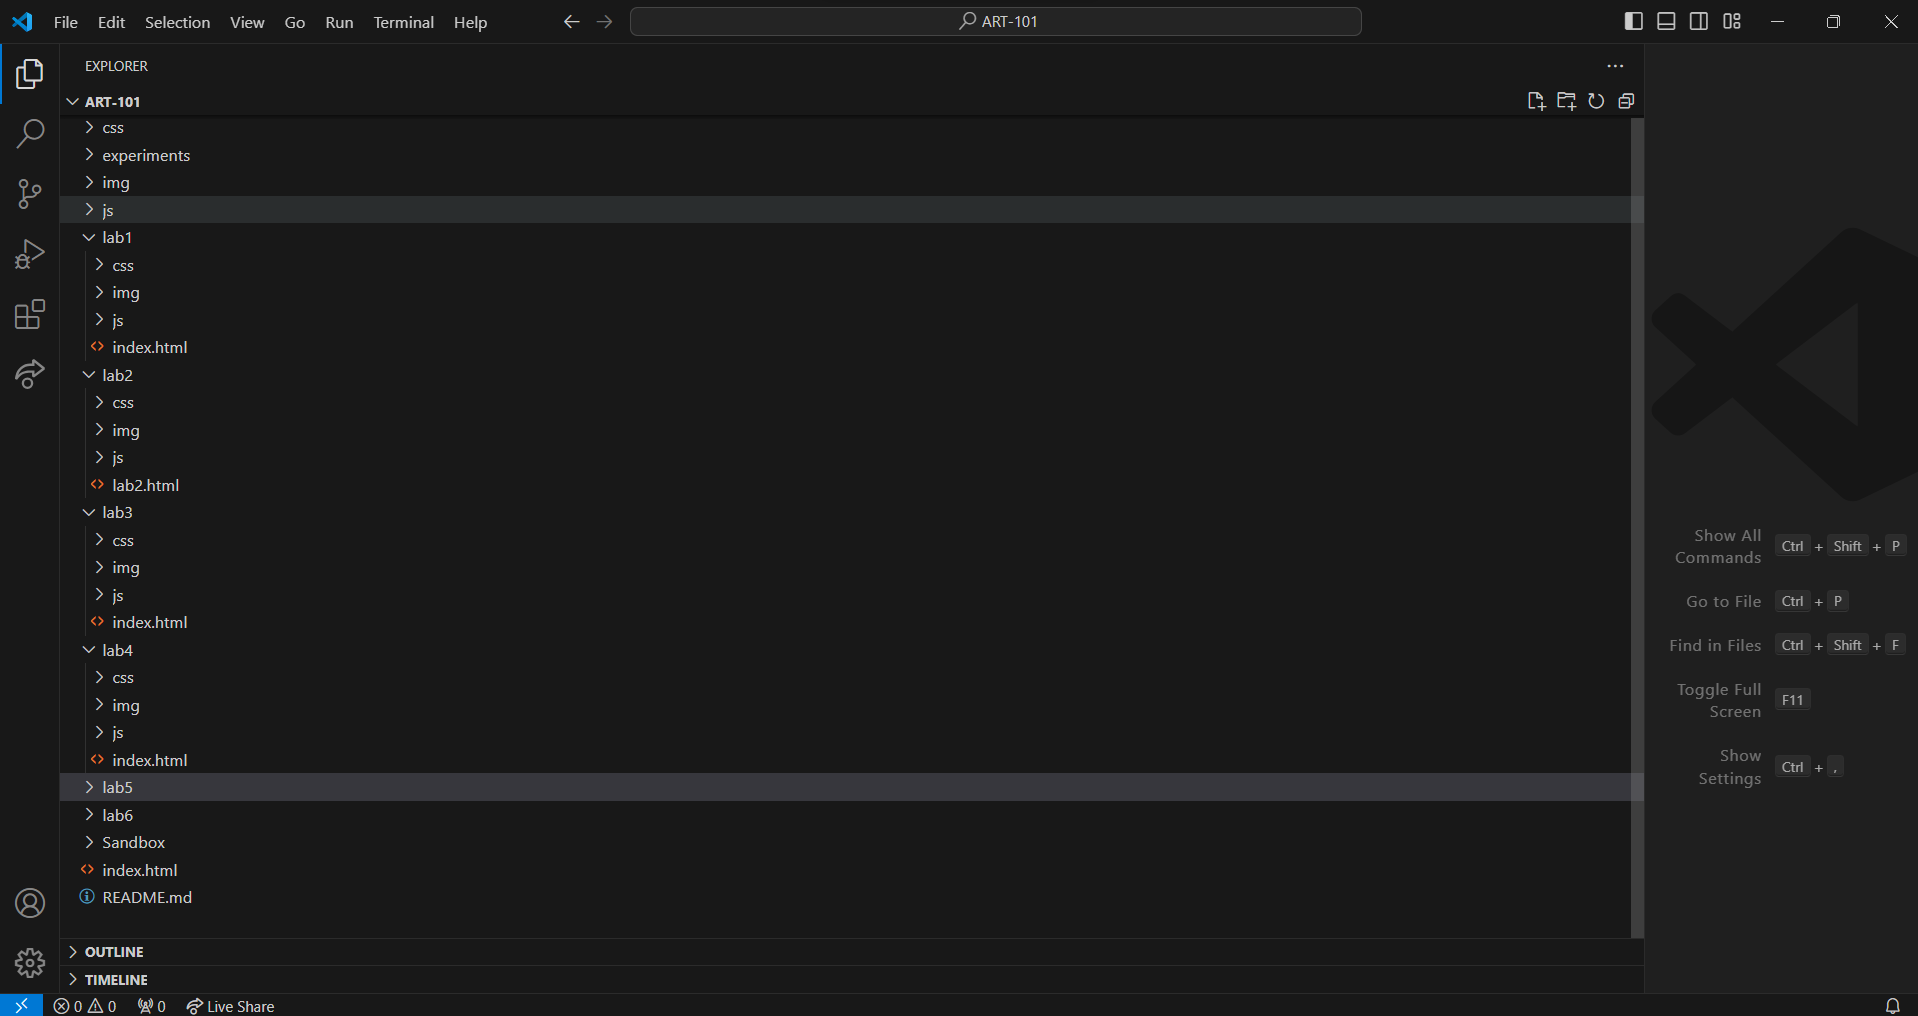 File Edit Selection View Go Run Terminal Help
ART-101
EXPLORER
ART-101
css
experiments
img
js
lab1
css
img
js
index.html
lab2
css
img
js
lab2.html
lab3
css
img
js
index.html
lab4
css
img
js
index.html
lab5
lab6
Sandbox
index.html
README.md
OUTLINE
TIMELINE
Show All Commands Ctrl + Shift + P
Go to File Ctrl + P
Find in Files Ctrl + Shift + F
Toggle Full Screen F11
Show Settings Ctrl + ,
0 0 0 Live Share